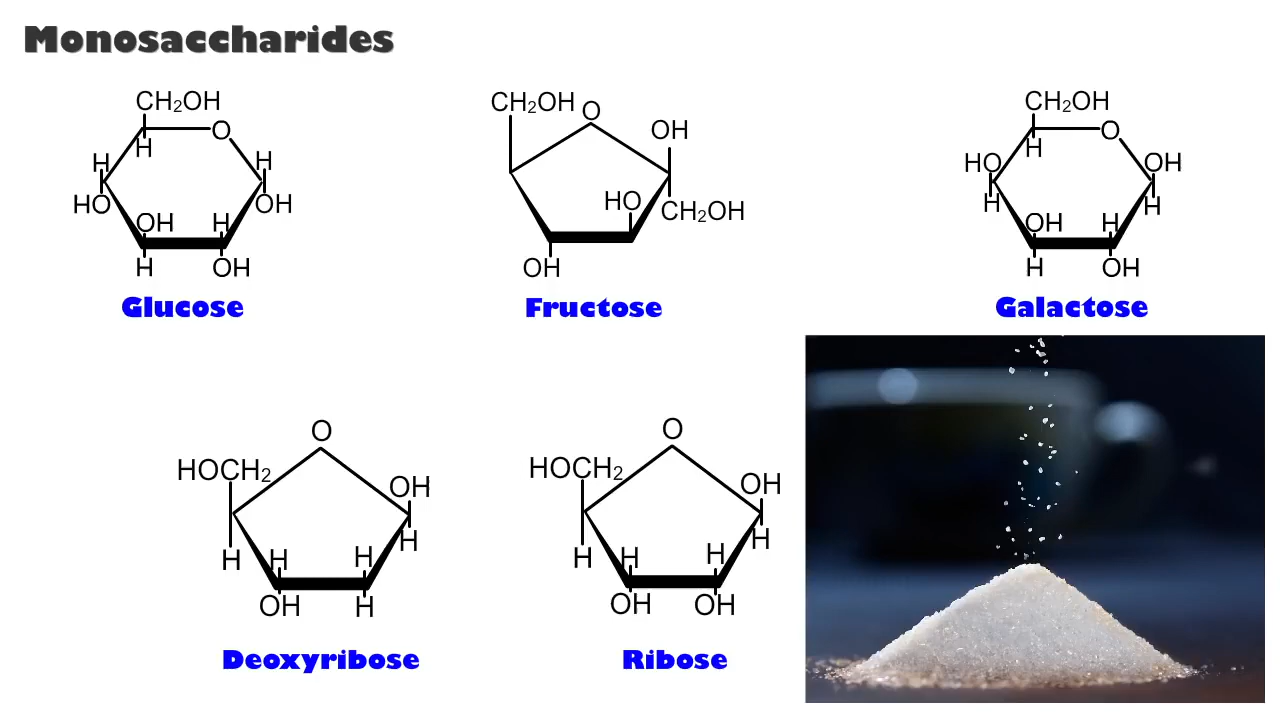 Monosaccharides
CH₂OH
O
H
H
H
HO
OH
OH
H
H
OH
Glucose
CH₂OH
O
OH
HO
CH₂OH
OH
Fructose
CH₂OH
O
H
HO
OH
H
H
OH
H
H
OH
Galactose
O
HOCH₂
OH
H
H
H
H
OH
H
Deoxyribose
O
HOCH₂
OH
H
H
H
H
OH
OH
Ribose